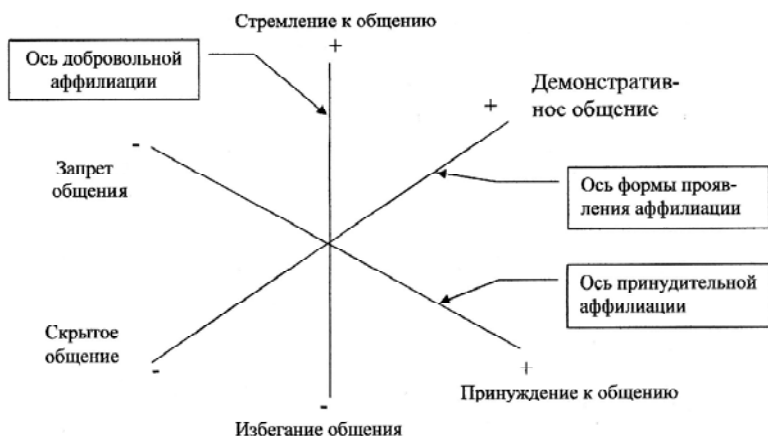 Стремление к общению
+
Ось добровольной
аффилиации
Демонстратив-
ное общение
+
-
Запрет
общения
Ось формы прояв-
ления аффилиации
Ось принудительной
аффилиации
Скрытое
общение
-
+
Принуждение к общению
-
Избегание общения